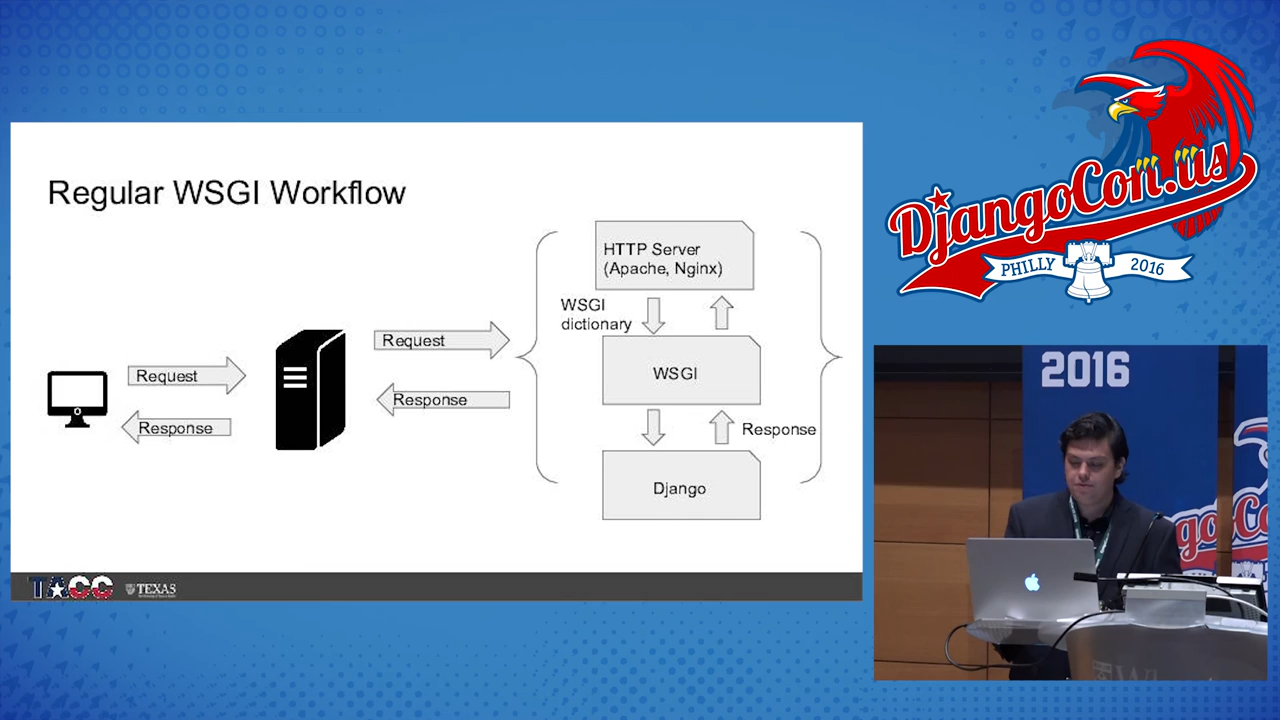 Regular WSGI Workflow
HTTP Server
(Apache, Nginx)
WSGI
dictionary
Request
Response
Request
Response
WSGI
Response
Django
TACC
TEXAS
DjangoCon.us
PHILLY
2016
2016